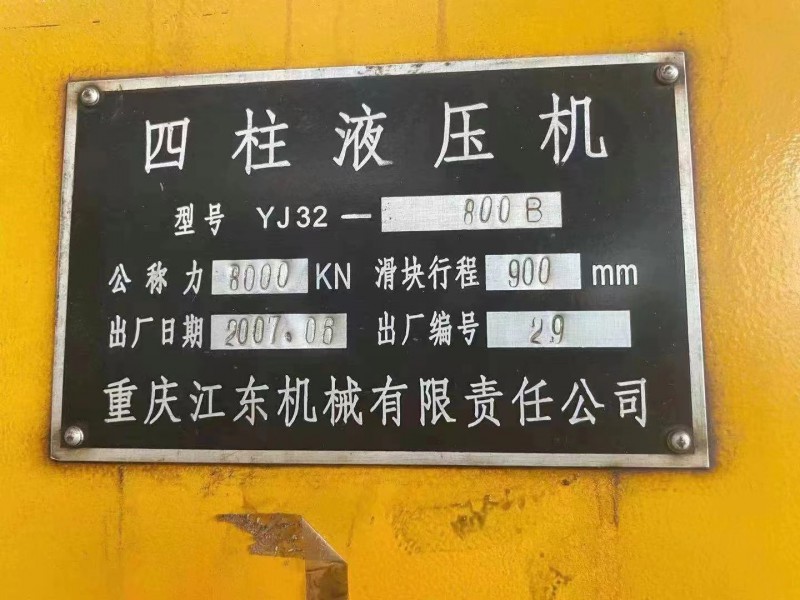 四柱液压机
型号 YJ32－800B
公称力 8000 KN 滑块行程 900 mm
出厂日期 2007.06 出厂编号 29
重庆江东机械有限责任公司